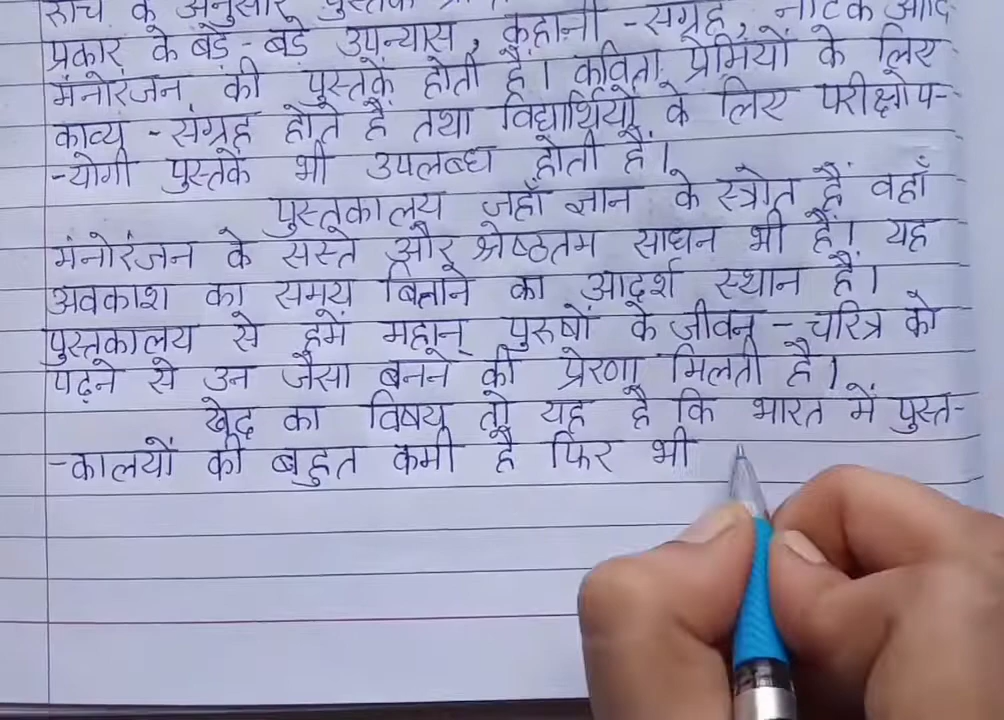 रुचि के अनुसार पुस्तकें
प्रकार के बड़े - बड़े उपन्यास, कहानी - संग्रह, नाटक आदि
मंनोरंजन की पुस्तकें होती हैं। कविता प्रेमियों के लिए
काव्य - संग्रह होते हैं तथा विद्यार्थियों के लिए परीक्षोप-
-योगी पुस्तकें भी उपलब्ध होती हैं।
पुस्तकालय जहाँ ज्ञान के स्त्रोत हैं वहाँ
मंनोरंजन के सस्ते और श्रेष्ठतम साधन भी हैं। यह
अवकाश का समय बिताने का आदर्श स्थान हैं।
पुस्तकालय से हमें महान् पुरुषों के जीवन - चरित्र को
पढ़ने से उन जैसा बनने की प्रेरणा मिलती है।
खेद का विषय तो यह है कि भारत में पुस्त-
-कालयों की बहुत कमी है फिर भी